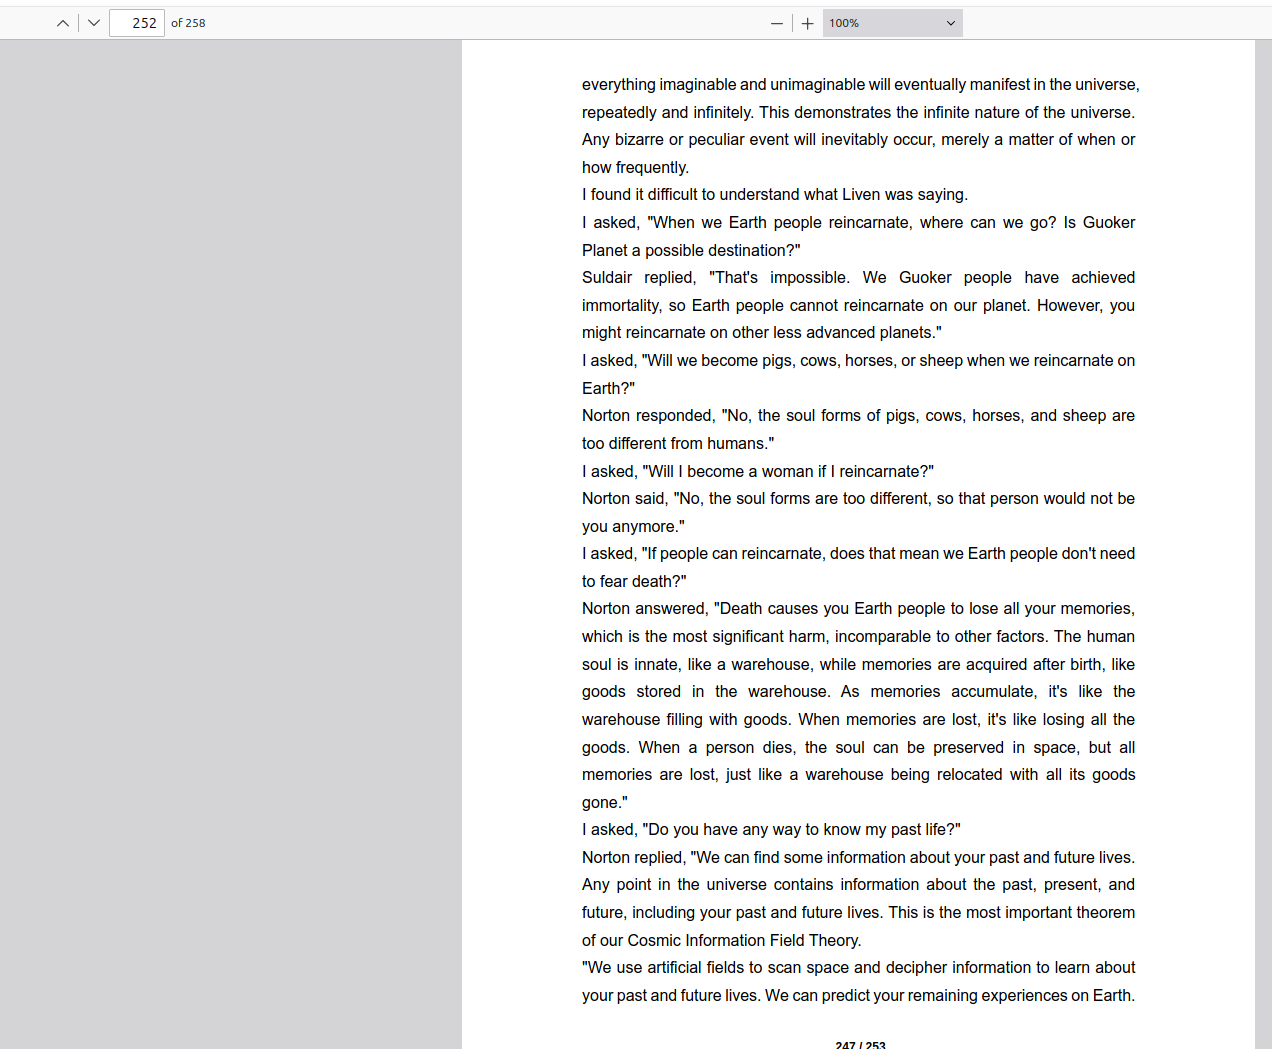 252 of 258 100%
everything imaginable and unimaginable will eventually manifest in the universe,
repeatedly and infinitely. This demonstrates the infinite nature of the universe.
Any bizarre or peculiar event will inevitably occur, merely a matter of when or
how frequently.
I found it difficult to understand what Liven was saying.
I asked, "When we Earth people reincarnate, where can we go? Is Guoker
Planet a possible destination?"
Suldair replied, "That's impossible. We Guoker people have achieved
immortality, so Earth people cannot reincarnate on our planet. However, you
might reincarnate on other less advanced planets."
I asked, "Will we become pigs, cows, horses, or sheep when we reincarnate on
Earth?"
Norton responded, "No, the soul forms of pigs, cows, horses, and sheep are
too different from humans."
I asked, "Will I become a woman if I reincarnate?"
Norton said, "No, the soul forms are too different, so that person would not be
you anymore."
I asked, "If people can reincarnate, does that mean we Earth people don't need
to fear death?"
Norton answered, "Death causes you Earth people to lose all your memories,
which is the most significant harm, incomparable to other factors. The human
soul is innate, like a warehouse, while memories are acquired after birth, like
goods stored in the warehouse. As memories accumulate, it's like the
warehouse filling with goods. When memories are lost, it's like losing all the
goods. When a person dies, the soul can be preserved in space, but all
memories are lost, just like a warehouse being relocated with all its goods
gone."
I asked, "Do you have any way to know my past life?"
Norton replied, "We can find some information about your past and future lives.
Any point in the universe contains information about the past, present, and
future, including your past and future lives. This is the most important theorem
of our Cosmic Information Field Theory.
"We use artificial fields to scan space and decipher information to learn about
your past and future lives. We can predict your remaining experiences on Earth.
247 / 253